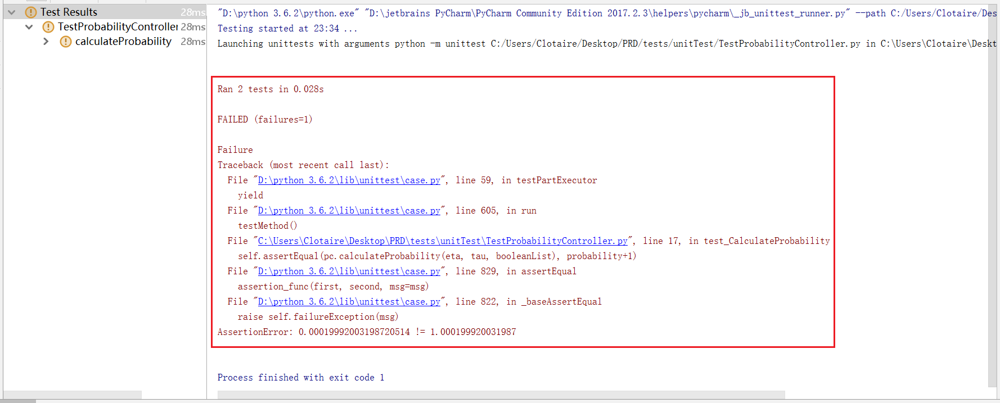 Test Results 28ms
TestProbabilityController 28ms
calculateProbability 28ms
"D:\python 3.6.2\python.exe" "D:\jetbrains PyCharm\PyCharm Community Edition 2017.2.3\helpers\pycharm\_jb_unittest_runner.py" --path C:/Users/Clotaire/Des
Testing started at 23:34 ...
Launching unittests with arguments python -m unittest C:/Users/Clotaire/Desktop/PRD/tests/unitTest/TestProbabilityController.py in C:\Users\Clotaire\Deskt
Ran 2 tests in 0.028s
FAILED (failures=1)
Failure
Traceback (most recent call last):
File "D:\python 3.6.2\lib\unittest\case.py", line 59, in testPartExecutor
yield
File "D:\python 3.6.2\lib\unittest\case.py", line 605, in run
testMethod()
File "C:\Users\Clotaire\Desktop\PRD\tests\unitTest\TestProbabilityController.py", line 17, in test_CalculateProbability
self.assertEqual(pc.calculateProbability(eta, tau, booleanList), probability+1)
File "D:\python 3.6.2\lib\unittest\case.py", line 829, in assertEqual
assertion_func(first, second, msg=msg)
File "D:\python 3.6.2\lib\unittest\case.py", line 822, in _baseAssertEqual
raise self.failureException(msg)
AssertionError: 0.00019992003198720514 != 1.000199920031987
Process finished with exit code 1